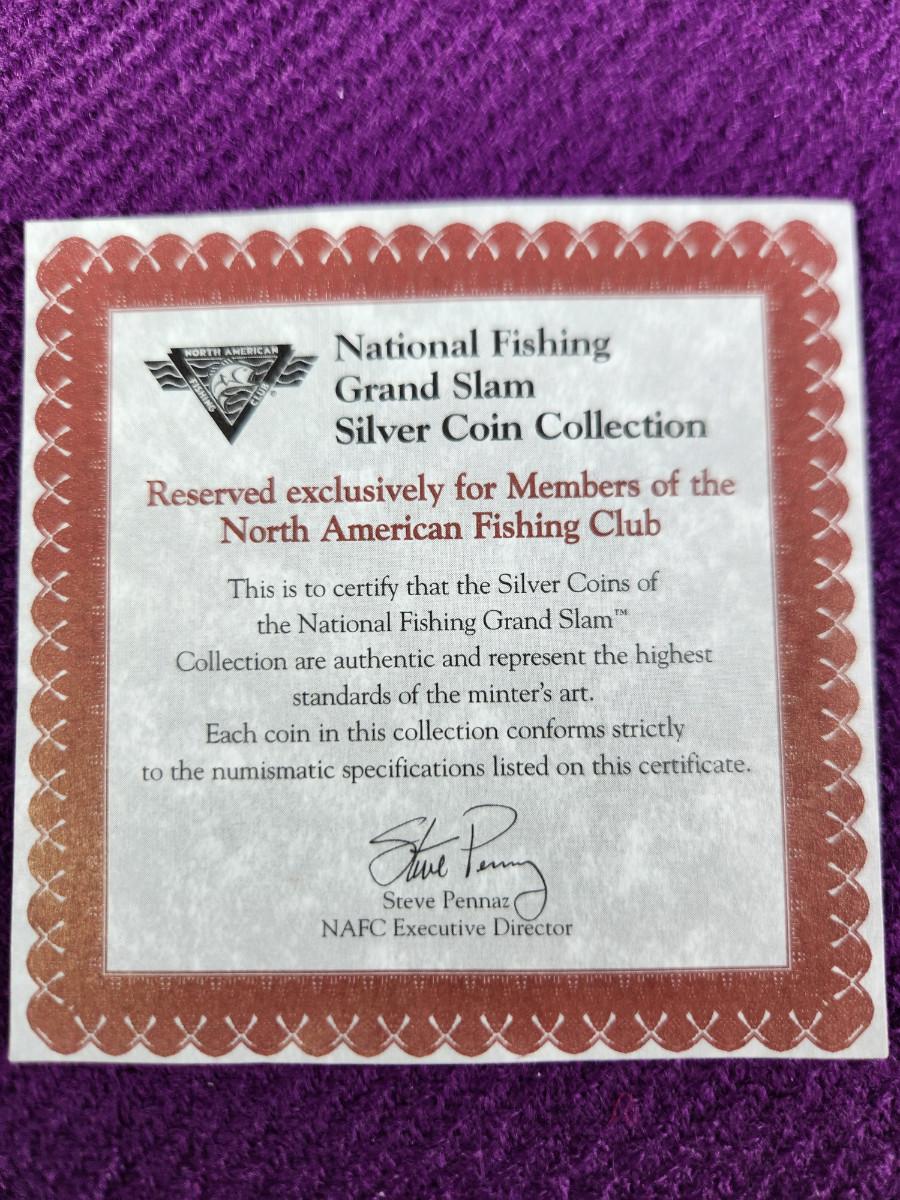 NORTH AMERICAN
FISHING
CLUB
®
National Fishing
Grand Slam
Silver Coin Collection
Reserved exclusively for Members of the
North American Fishing Club
This is to certify that the Silver Coins of
the National Fishing Grand Slam™
Collection are authentic and represent the highest
standards of the minter's art.
Each coin in this collection conforms strictly
to the numismatic specifications listed on this certificate.
Steve Pennaz
Steve Pennaz
NAFC Executive Director